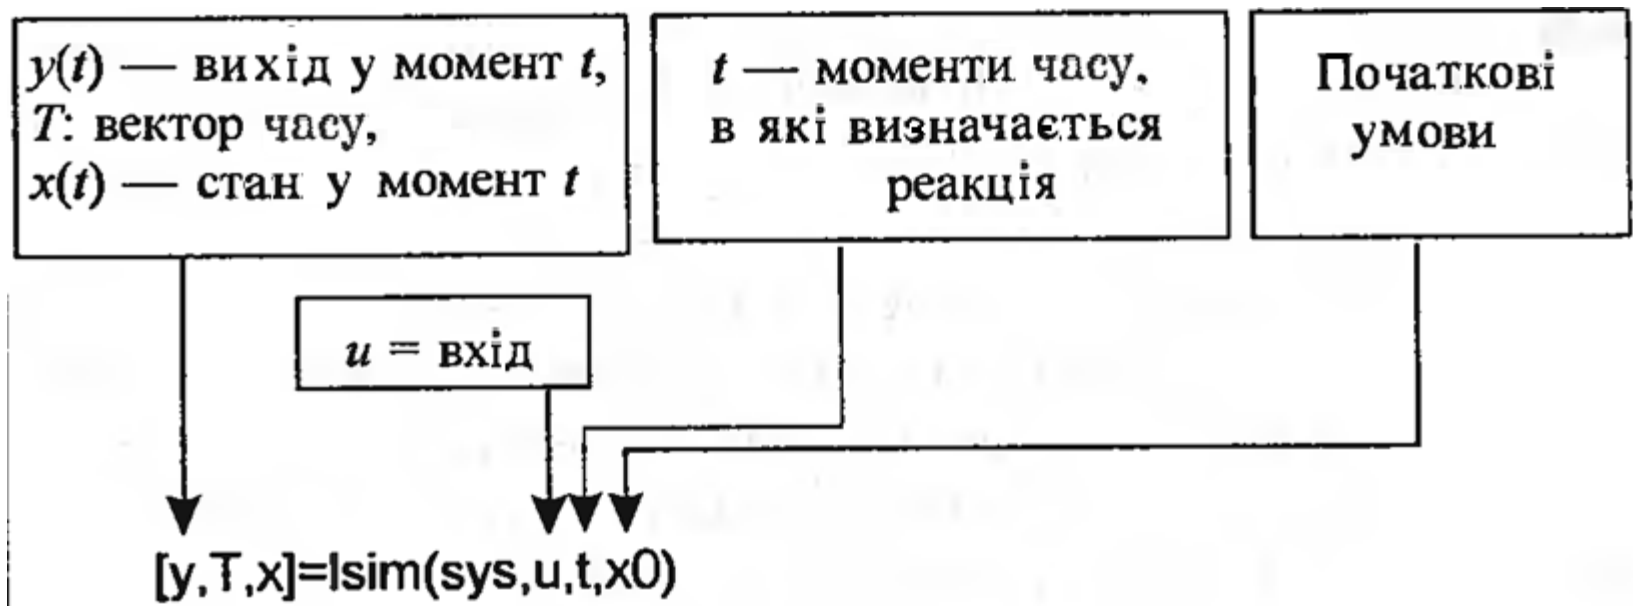 y(t) — вихід у момент t,
T: вектор часу,
x(t) — стан у момент t
t — моменти часу,
в які визначається
реакція
Початкові
умови
u = вхід
[y,T,x]=lsim(sys,u,t,x0)